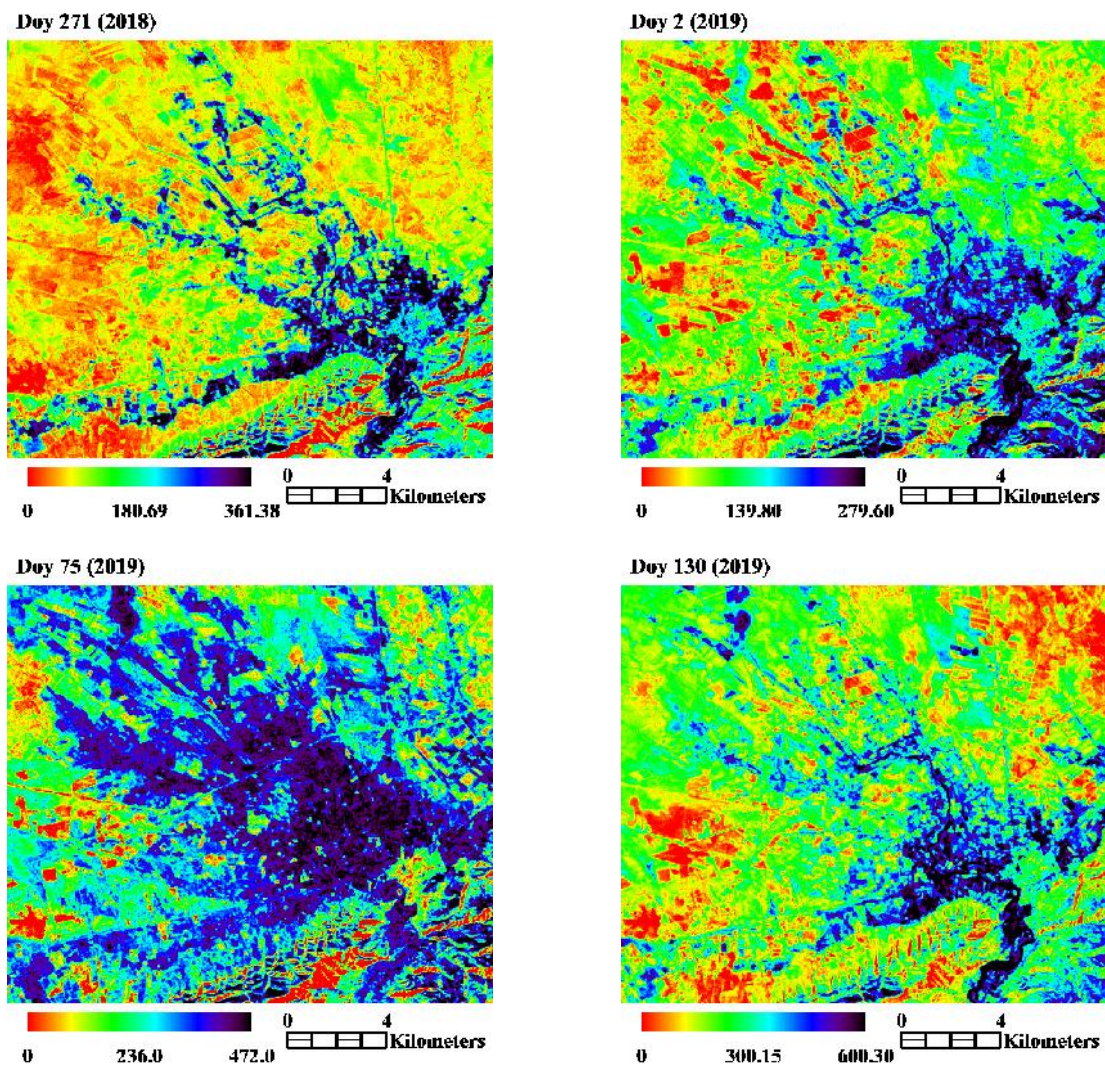 Doy 271 (2018)
Doy 2 (2019)
0 4
Kilometers
0 180.69 361.38
0 4
Kilometers
0 139.80 279.60
Doy 75 (2019)
Doy 130 (2019)
0 4
Kilometers
0 236.0 472.0
0 4
Kilometers
0 300.15 600.30